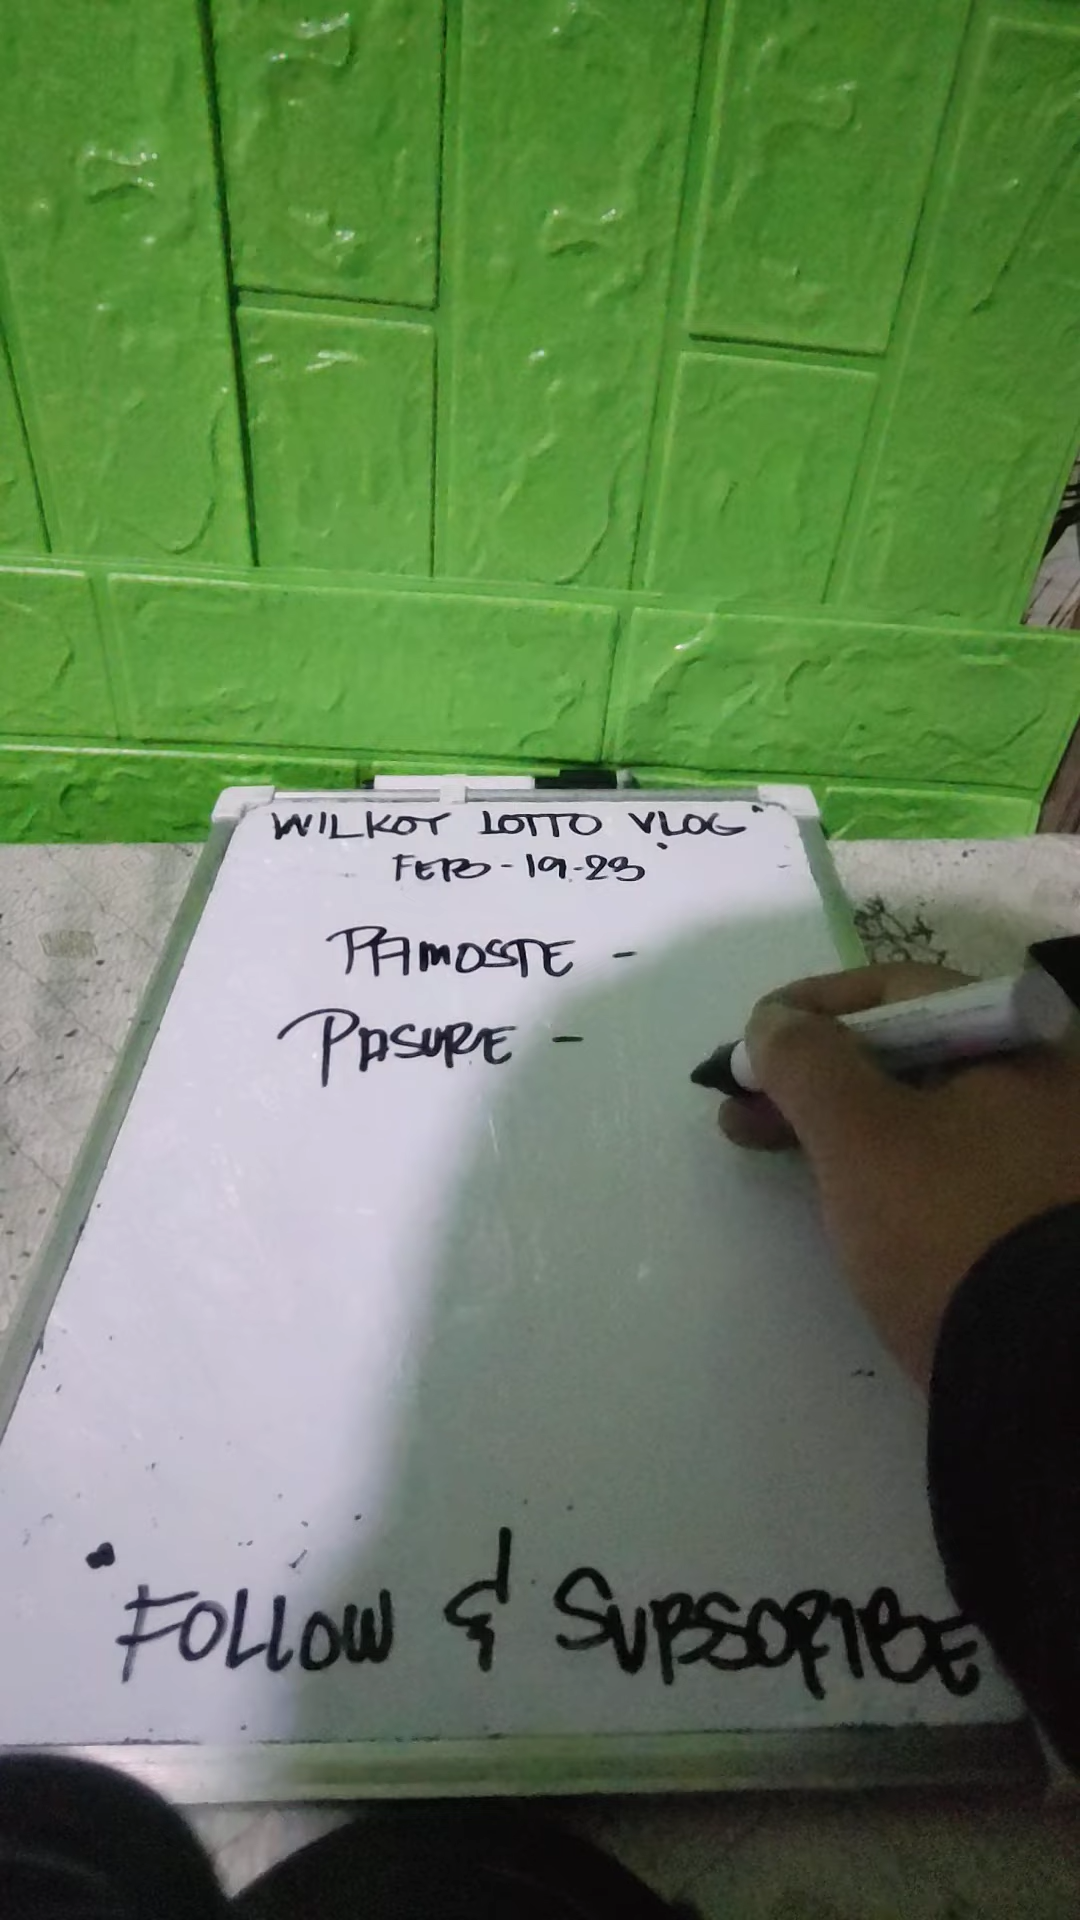 WILKOT LOTTO VLOG"
FEB-19-23
PAMOSTE -
PASURE -
"FOLLOW & SUBSCRIBE